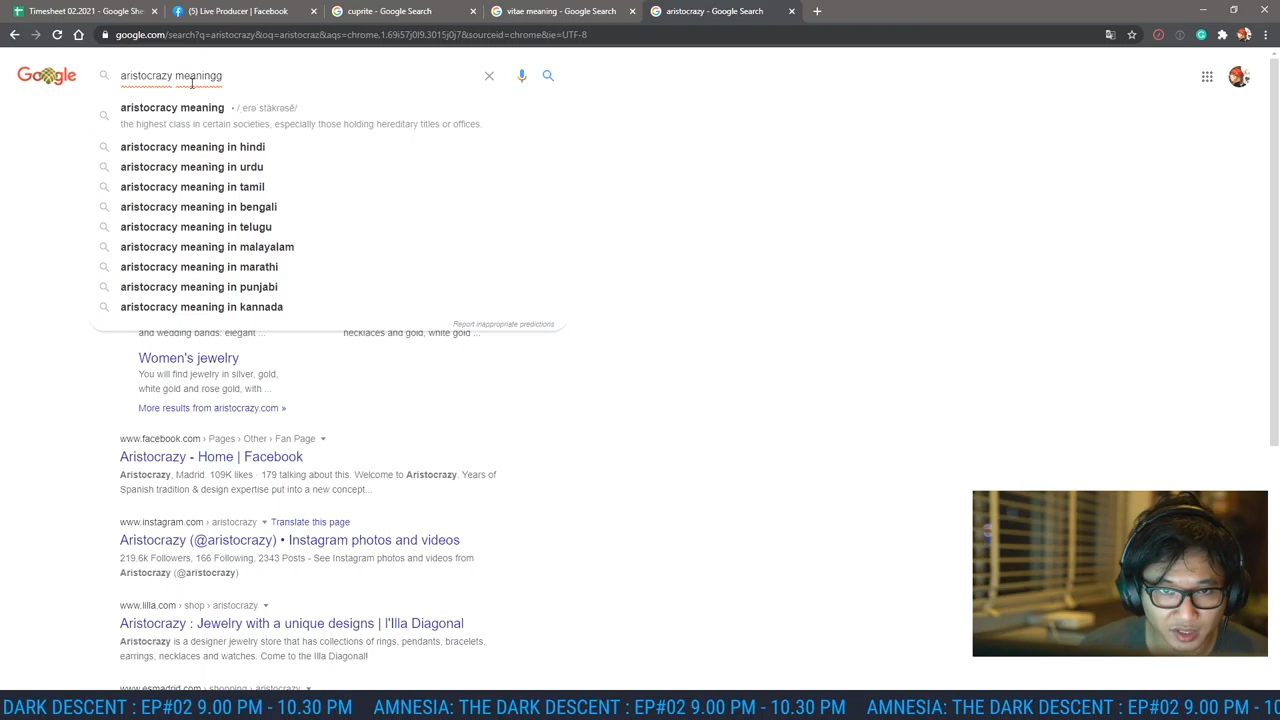 Timesheet 02.2021 - Google She
(1) Live Producer | Facebook
cupn - Google Search
vitae meaning - Google Search
aristocrazy - Google Search
google.com/search?q=aristocrazy&oq=aristocraz&aqs=chrome.1.69i57j0l9.3015j0j7&sourceid=chrome&ie=UTF-8
Google
aristocrazy meaningg
aristocracy meaning • /ˌerəˈstäkrəsē/
the highest class in certain societies, especially those holding hereditary titles or offices.
aristocracy meaning in hindi
aristocracy meaning in urdu
aristocracy meaning in tamil
aristocracy meaning in bengali
aristocracy meaning in telugu
aristocracy meaning in malayalam
aristocracy meaning in marathi
aristocracy meaning in punjabi
aristocracy meaning in kannada
Report inappropriate predictions
and wedding bands: elegant ...
necklaces and gold, white gold ...
Women's jewelry
You will find jewelry in silver, gold,
white gold and rose gold, with ...
More results from aristocrazy.com »
www.facebook.com › Pages › Other › Fan Page
Aristocrazy - Home | Facebook
Aristocrazy, Madrid. 109K likes · 179 talking about this. Welcome to Aristocrazy. Years of
Spanish tradition & design expertise put into a new concept...
www.instagram.com › aristocrazy Translate this page
Aristocrazy (@aristocrazy) • Instagram photos and videos
219.6k Followers, 166 Following, 2343 Posts - See Instagram photos and videos from
Aristocrazy (@aristocrazy)
www.lilla.com › shop › aristocrazy
Aristocrazy : Jewelry with a unique designs | l'Illa Diagonal
Aristocrazy is a designer jewelry store that has collections of rings, pendants, bracelets,
earrings, necklaces and watches. Come to the Illa Diagonal!
www.esmadrid.com › shopping › aristocrazy
DARK DESCENT : EP#02 9.00 PM - 10.30 PM AMNESIA: THE DARK DESCENT : EP#02 9.00 PM - 10.30 PM AMNESIA: THE DARK DESCENT : EP#02 9.00 PM - 10